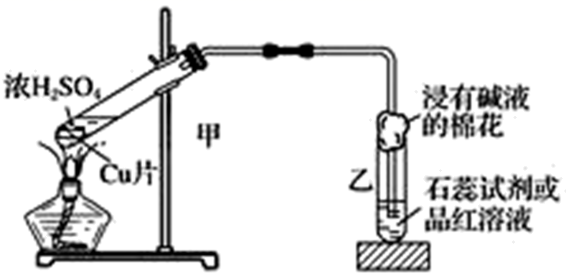 浓H₂SO₄
Cu片
甲
乙
浸有碱液
的棉花
石蕊试剂或
品红溶液